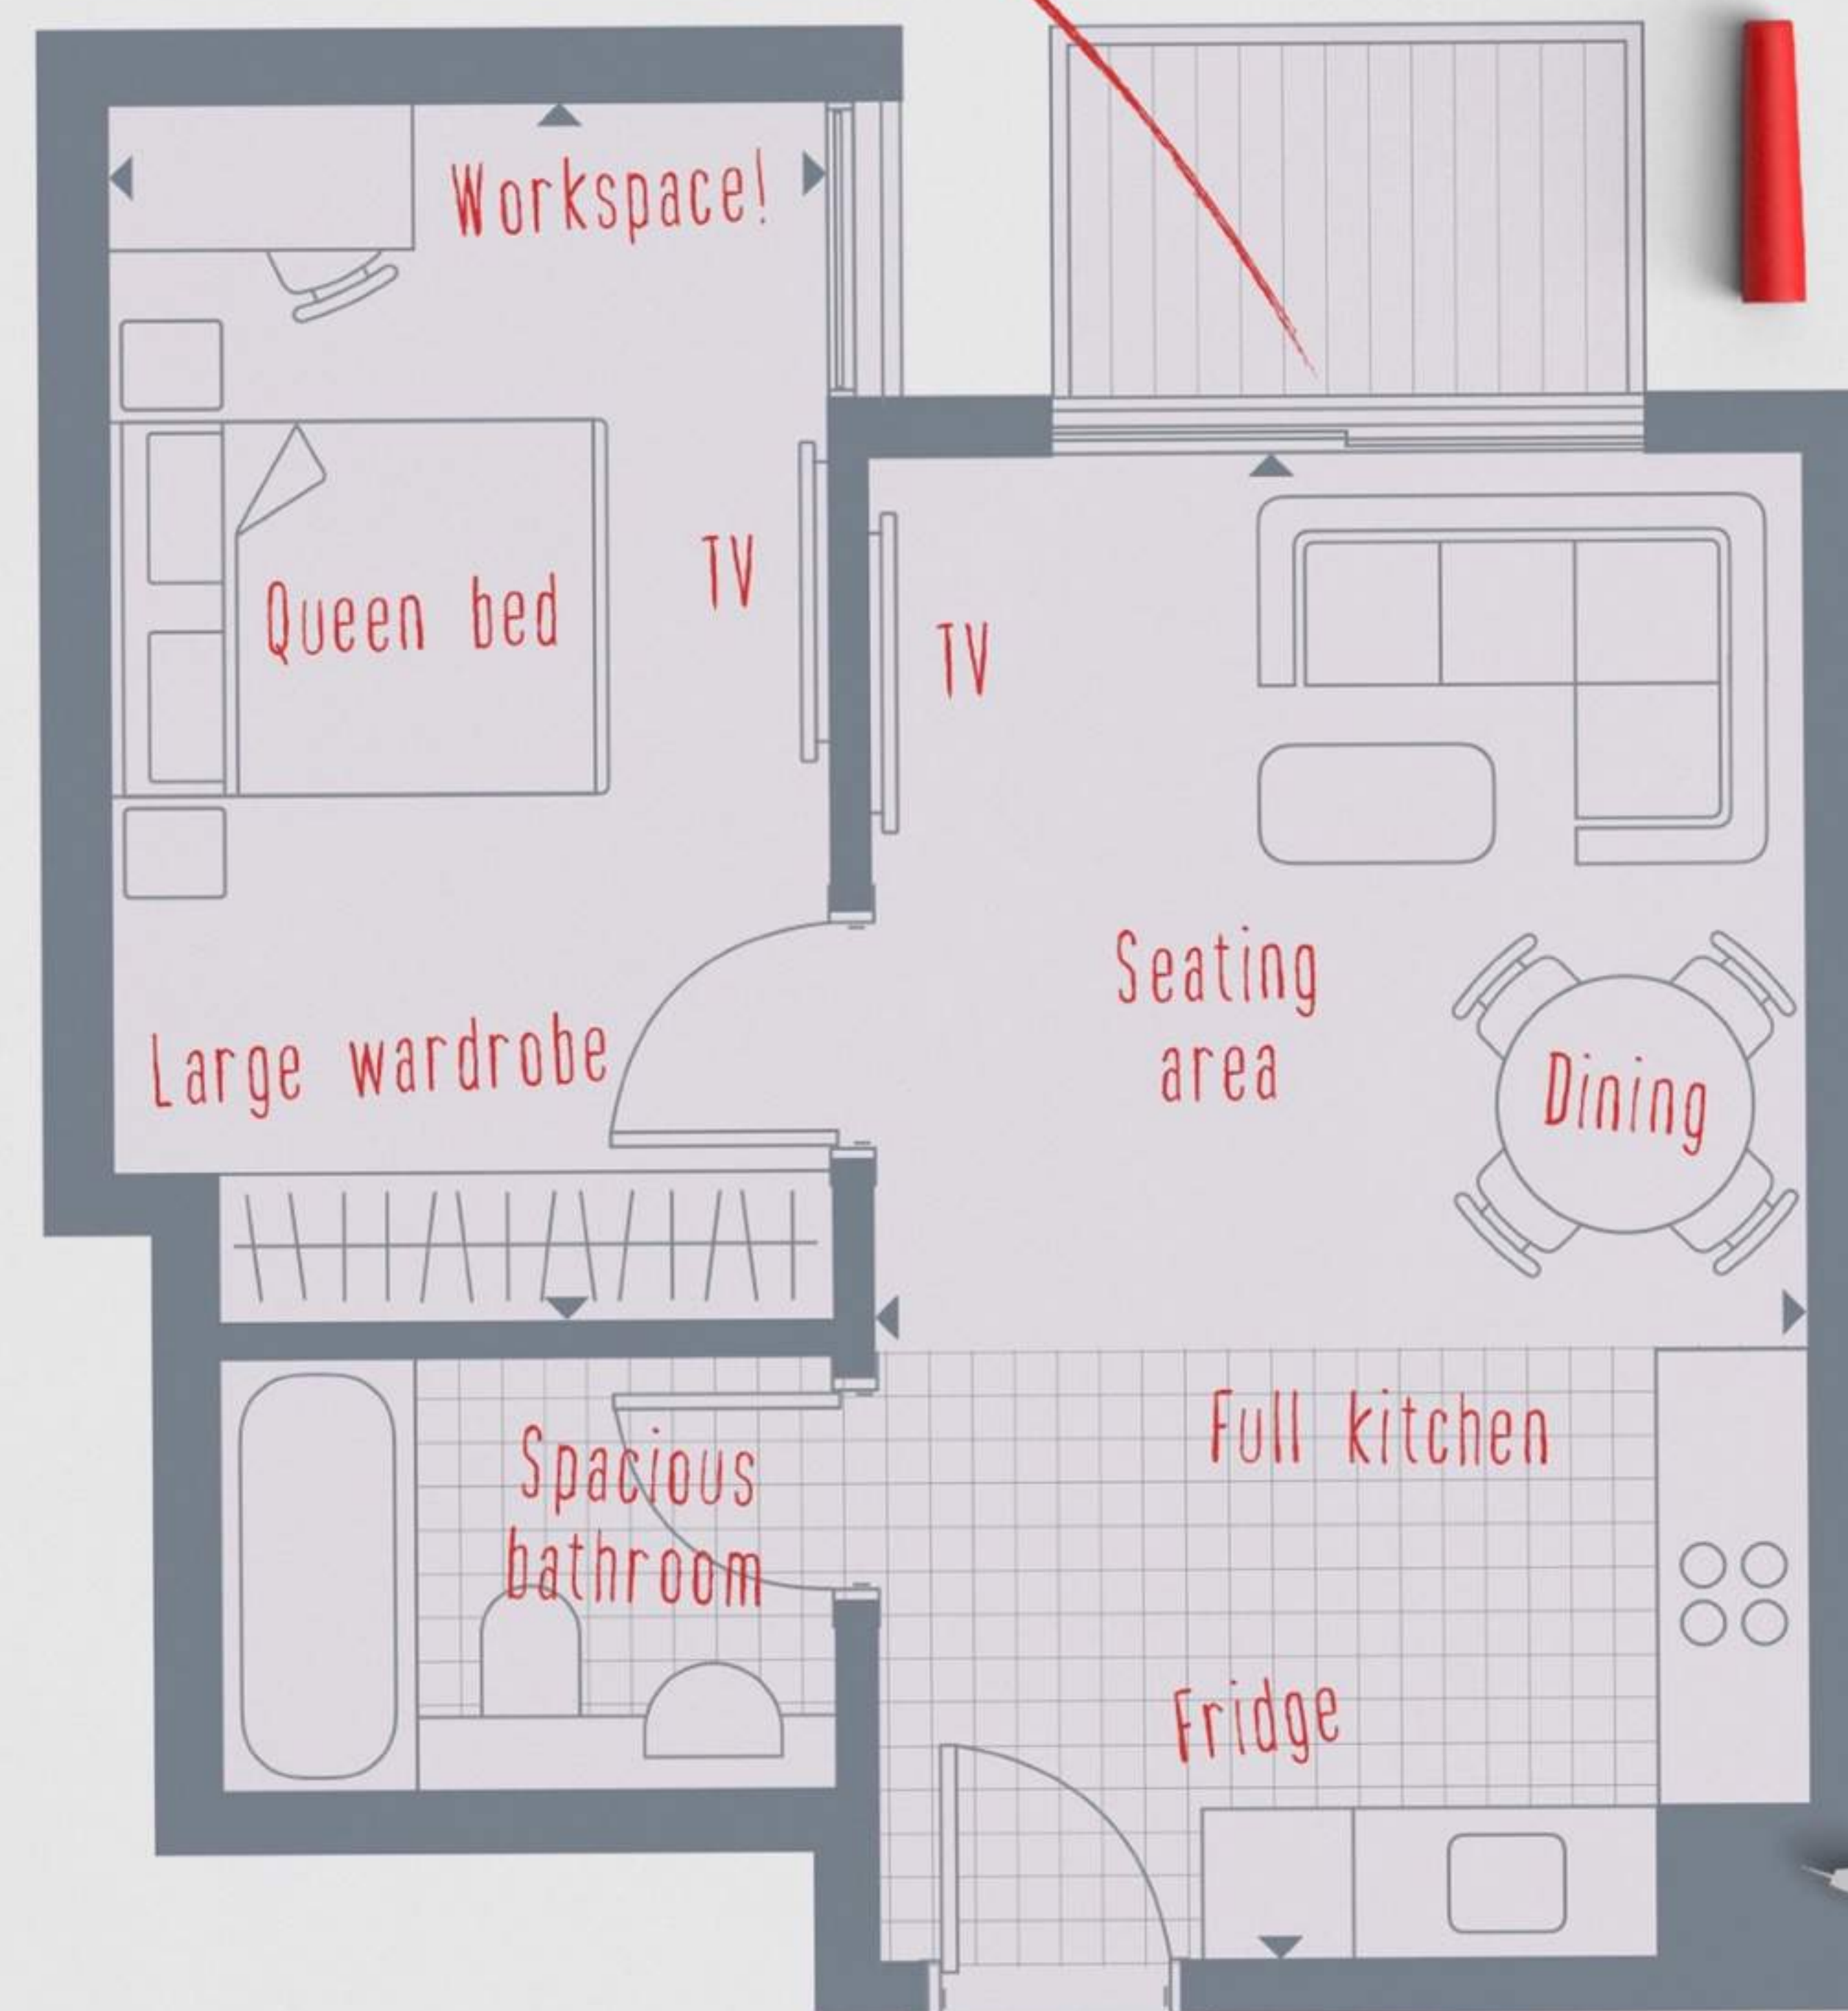 Workspace!
TV
Queen bed
TV
Seating
area
Large wardrobe
Dining
Full kitchen
Spacious
bathroom
Fridge